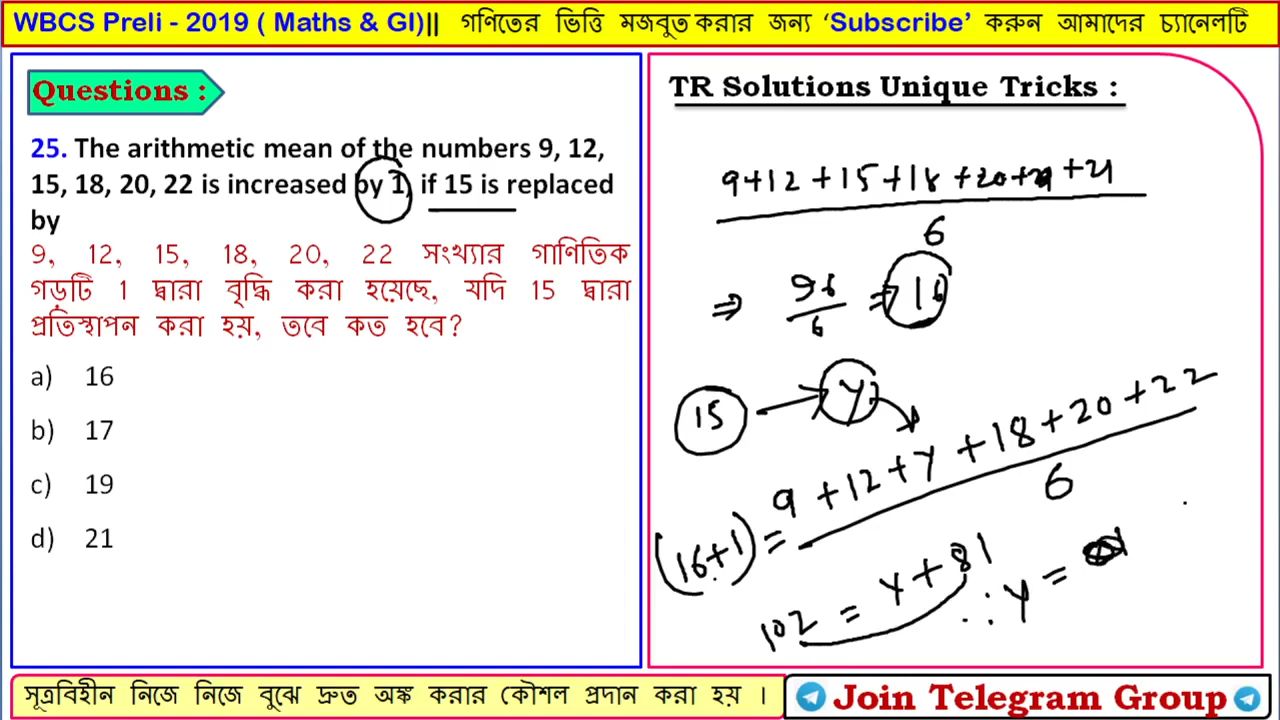 WBCS Preli - 2019 ( Maths & GI)|| গণিতের ভিত্তি মজবুত করার জন্য ‘Subscribe’ করুন আমাদের চ্যানেলটি
Questions :
25. The arithmetic mean of the numbers 9, 12,
15, 18, 20, 22 is increased by 1, if 15 is replaced
by
9, 12, 15, 18, 20, 22 সংখ্যার গাণিতিক
গড়টি 1 দ্বারা বৃদ্ধি করা হয়েছে, যদি 15 দ্বারা
প্রতিস্থাপন করা হয়, তবে কত হবে?
a) 16
b) 17
c) 19
d) 21
TR Solutions Unique Tricks :
9+12+15+18+20+
6
⇒ 96/6 = 16
15 → y
(16+1) = 9+12+y+18+20+22
6
102 = y+81
∴ y =
সূত্রবিহীন নিজে নিজে বুঝে দ্রুত অঙ্ক করার কৌশল প্রদান করা হয় ।
Join Telegram Group